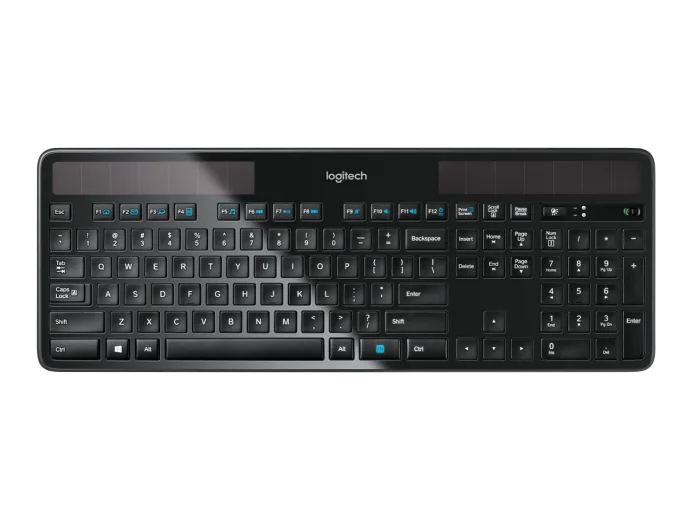 logitech
Esc F1 F2 F3 F4 F5 F6 F7 F8 F9 F10 F11 F12 Print Screen Scroll Lock Pause Break
~ ` ! 1 @ 2 # 3 $ 4 % 5 ^ 6 & 7 * 8 ( 9 ) 0 _ - + = Backspace Insert Home Page Up Num Lock / * -
Tab Q W E R T Y U I O P { [ } ] | \ Delete End Page Down 7 Home 8 9 Pg Up +
Caps Lock A A S D F G H J K L : ; " ' Enter 4 5 6
Shift Z X C V B N M < , > . ? / Shift 1 End 2 3 Pg Dn Enter
Ctrl Alt Alt Ctrl 0 Ins . Del